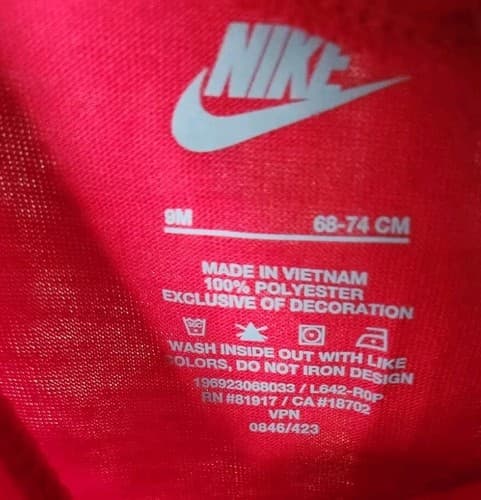 NIKE
9M 68-74 CM
MADE IN VIETNAM
100% POLYESTER
EXCLUSIVE OF DECORATION
WASH INSIDE OUT WITH LIKE
COLORS, DO NOT IRON DESIGN
196923068033 / L642-R0P
RN #81917 / CA #18702
VPN
0846/423